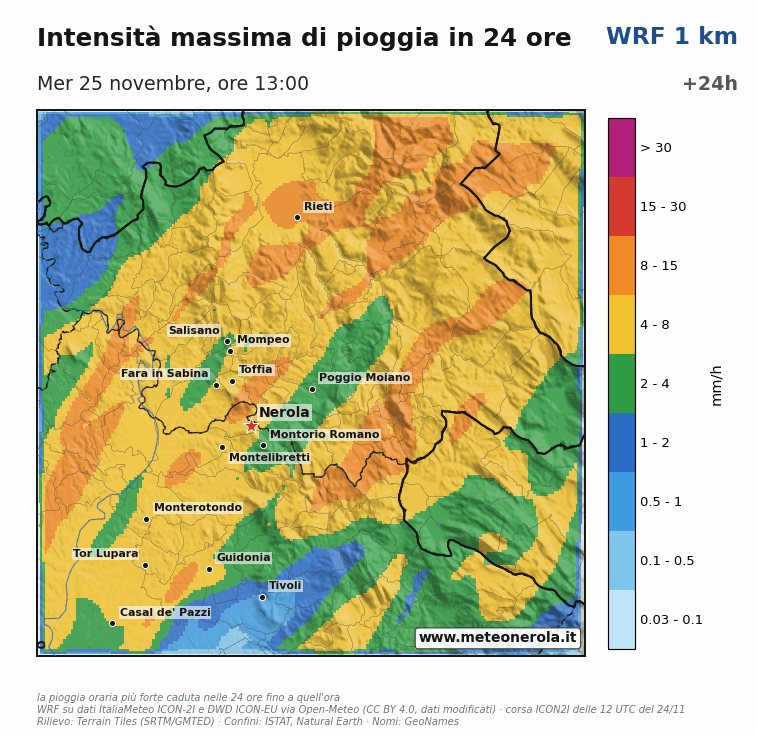 Intensità massima di pioggia in 24 ore
WRF 1 km
Mer 25 novembre, ore 13:00
+24h
Rieti
Salisano
Mompeo
Fara in Sabina
Toffia
Poggio Moiano
Nerola
Montorio Romano
Montelibretti
Monterotondo
Tor Lupara
Guidonia
Tivoli
Casal de' Pazzi
www.meteonerola.it
> 30
15 - 30
8 - 15
4 - 8
2 - 4
1 - 2
0.5 - 1
0.1 - 0.5
0.03 - 0.1
mm/h
la pioggia oraria più forte caduta nelle 24 ore fino a quell'ora
WRF su dati ItaliaMeteo ICON-2I e DWD ICON-EU via Open-Meteo (CC BY 4.0, dati modificati) · corsa ICON2I delle 12 UTC del 24/11
Rilievo: Terrain Tiles (SRTM/GMTED) · Confini: ISTAT, Natural Earth · Nomi: GeoNames